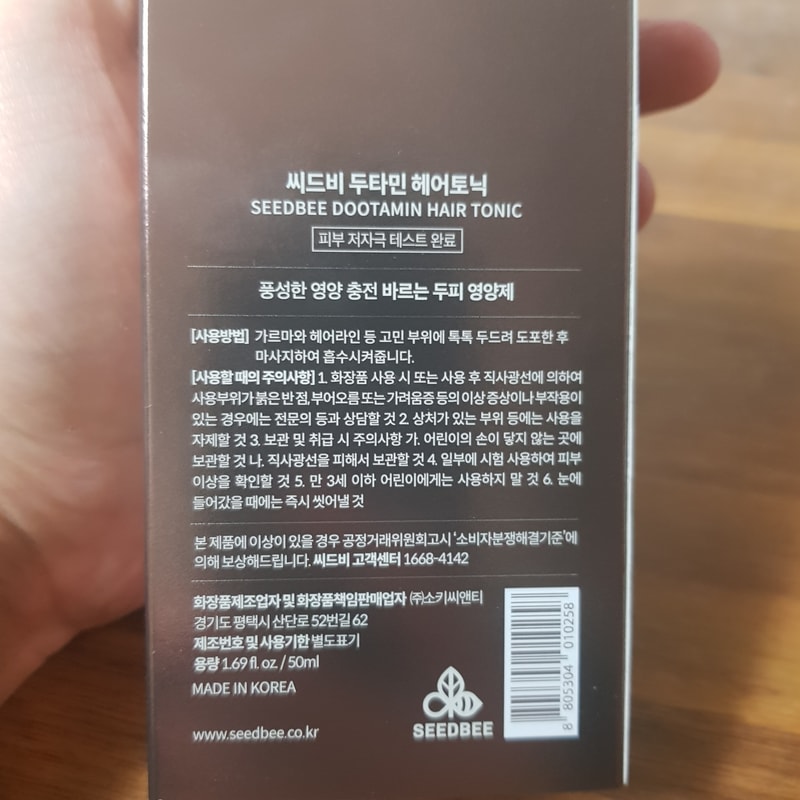 씨드비 두타민 헤어토닉
SEEDBEE DOOTAMIN HAIR TONIC
피부 저자극 테스트 완료
풍성한 영양 충전 바르는 두피 영양제
[사용방법] 가르마와 헤어라인 등 고민 부위에 톡톡 두드려 도포한 후
마사지하여 흡수시켜줍니다.
[사용할 때의 주의사항] 1. 화장품 사용 시 또는 사용 후 직사광선에 의하여
사용부위가 붉은 반 점, 부어오름 또는 가려움증 등의 이상 증상이나 부작용이
있는 경우에는 전문의 등과 상담할 것 2. 상처가 있는 부위 등에는 사용을
자제할 것 3. 보관 및 취급 시 주의사항 가. 어린이의 손이 닿지 않는 곳에
보관할 것 나. 직사광선을 피해서 보관할 것 4. 일부에 시험 사용하여 피부
이상을 확인할 것 5. 만 3세 이하 어린이에게는 사용하지 말 것 6. 눈에
들어갔을 때에는 즉시 씻어낼 것
본 제품에 이상이 있을 경우 공정거래위원회고시 '소비자분쟁해결기준'에
의해 보상해드립니다. 씨드비 고객센터 1668-4142
화장품제조업자 및 화장품책임판매업자 ㈜소키씨앤티
경기도 평택시 산단로 52번길 62
제조번호 및 사용기한 별도표기
용량 1.69 fl. oz. / 50ml
MADE IN KOREA
www.seedbee.co.kr
SEEDBEE
8 805304 010258